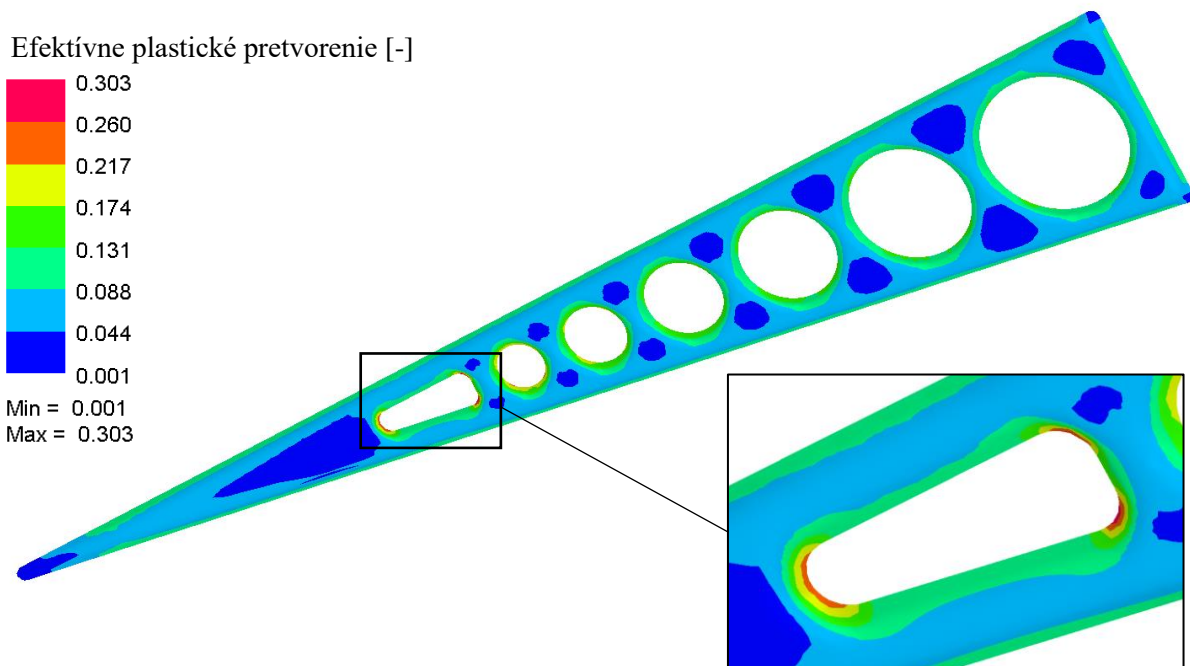 Efektívne plastické pretvorenie [-]
0.303
0.260
0.217
0.174
0.131
0.088
0.044
0.001
Min = 0.001
Max = 0.303